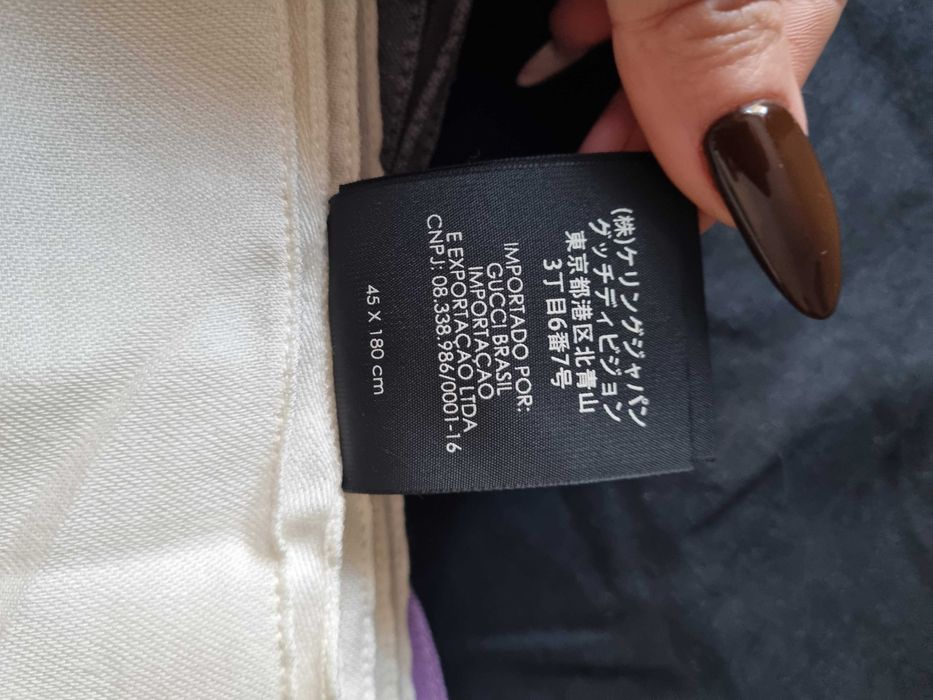 (株)ケリングジャパン
グッチディビジョン
東京都港区北青山
3丁目6番7号
IMPORTADO POR:
GUCCI BRASIL
IMPORTAÇAO
E EXPORTAÇAO LTDA
CNPJ: 08.338.986/0001-16
45 X 180 cm